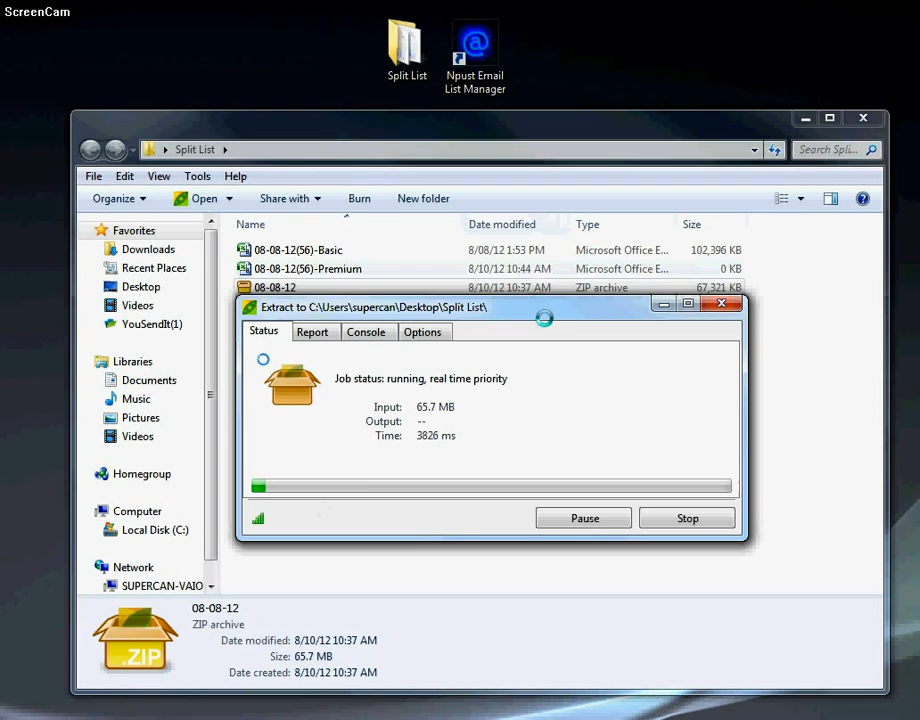 ScreenCam
Split List
Npust Email
List Manager
Split List
Search Spli...
File Edit View Tools Help
Organize Open Share with Burn New folder
Name Date modified Type Size
08-08-12(56)-Basic 8/08/12 1:53 PM Microsoft Office E... 102,396 KB
08-08-12(56)-Premium 8/10/12 10:44 AM Microsoft Office E... 0 KB
08-08-12 8/10/12 10:37 AM ZIP archive 67,321 KB
Favorites
Downloads
Recent Places
Desktop
Videos
YouSendIt(1)
Libraries
Documents
Music
Pictures
Videos
Homegroup
Computer
Local Disk (C:)
Network
SUPERCAN-VAIO
Extract to C:\Users\supercan\Desktop\Split List\
Status Report Console Options
Job status: running, real time priority
Input: 65.7 MB
Output: --
Time: 3826 ms
Pause Stop
.ZIP
08-08-12
ZIP archive
Date modified: 8/10/12 10:37 AM
Size: 65.7 MB
Date created: 8/10/12 10:37 AM